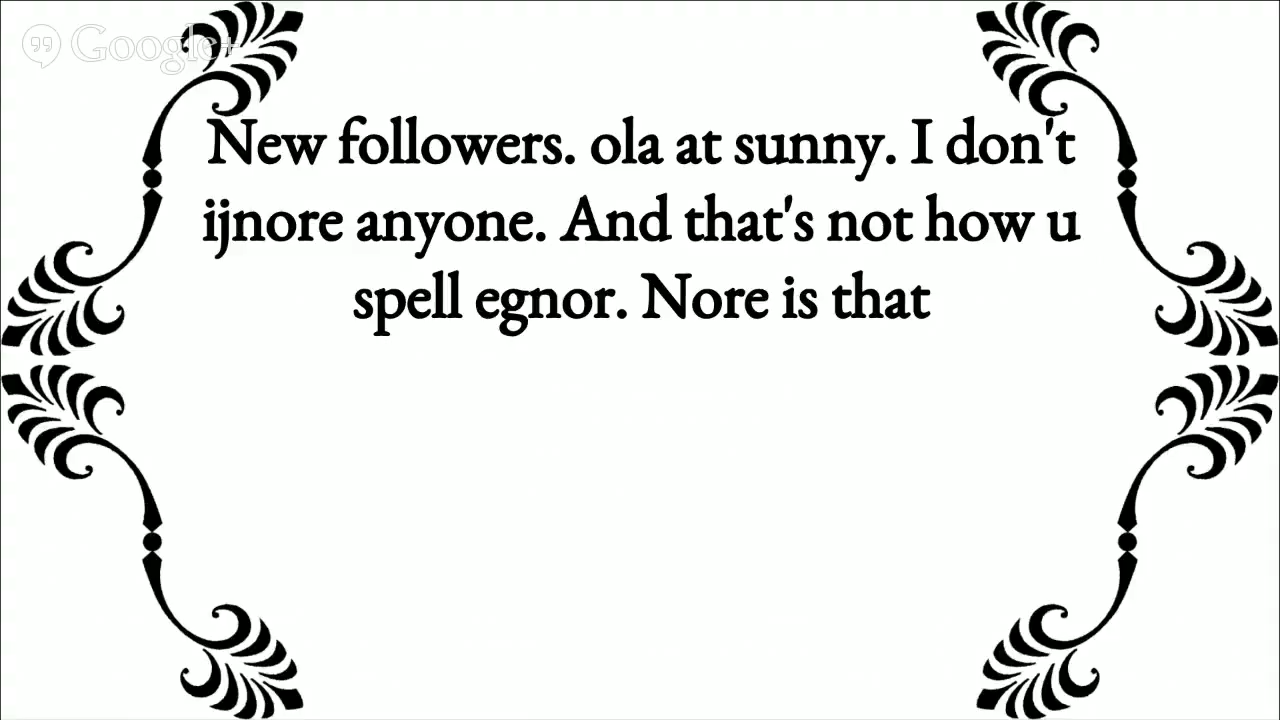 Google+
New followers. ola at sunny. I don't
ijnore anyone. And that's not how u
spell egnor. Nore is that